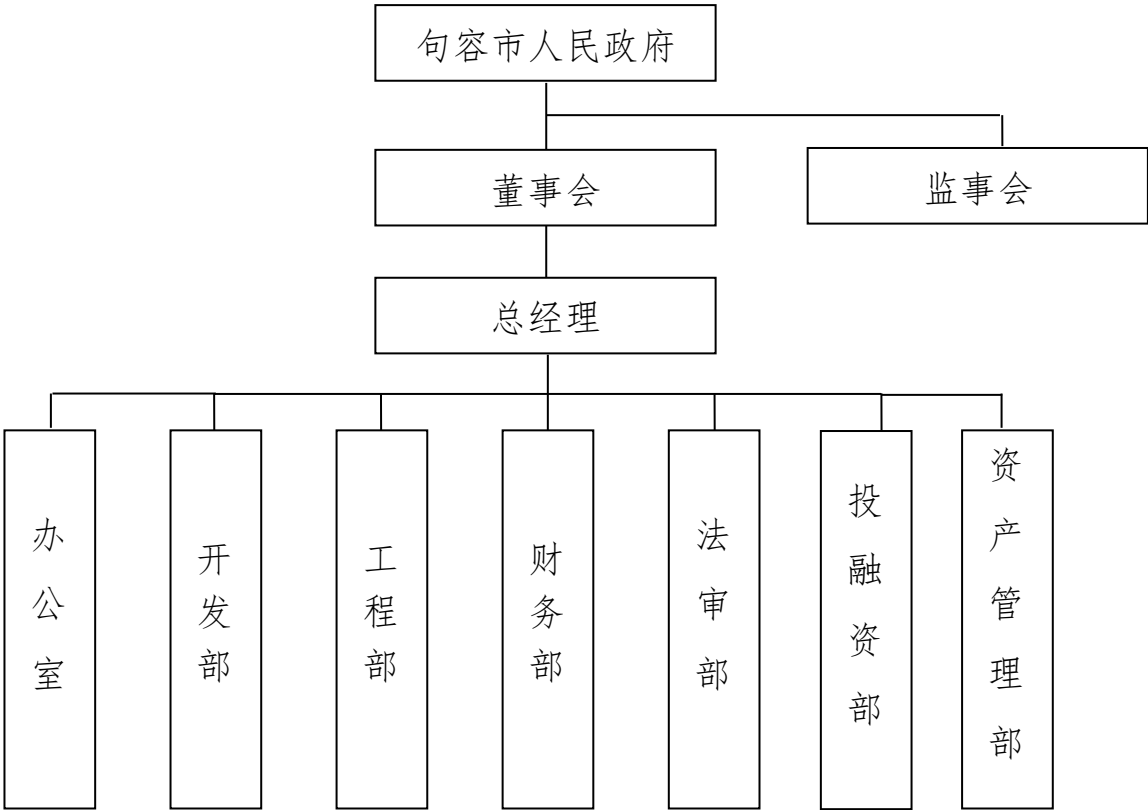 句容市人民政府
董事会
监事会
总经理
办公室
开发部
工程部
财务部
法审部
投融资部
资产管理部